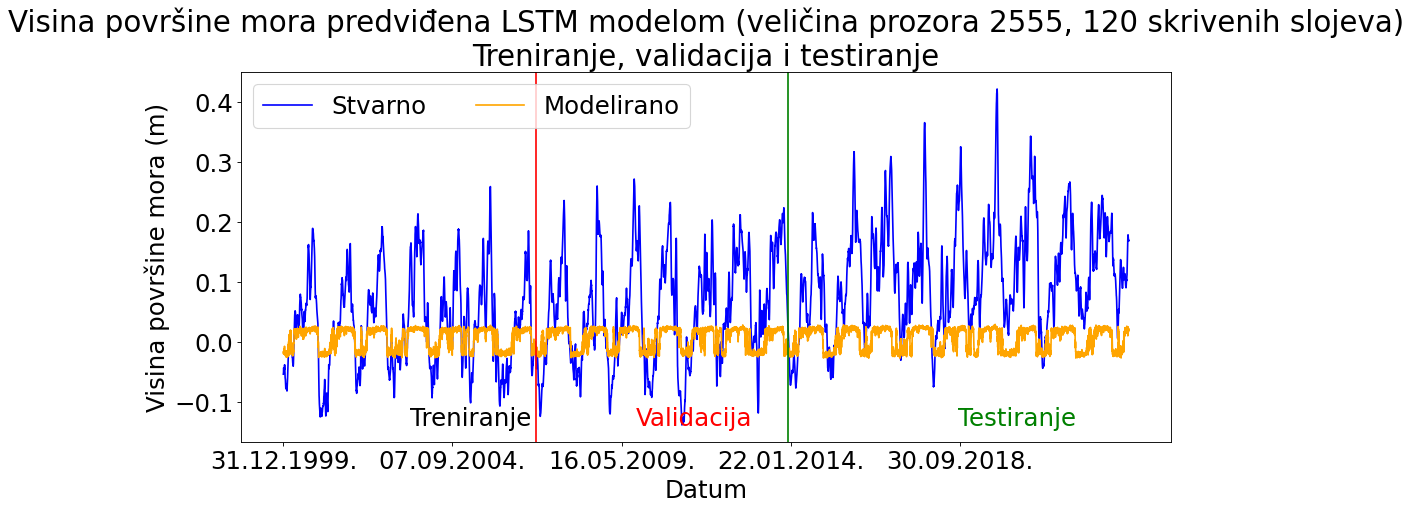 Visina površine mora predviđena LSTM modelom (veličina prozora 2555, 120 skrivenih slojeva)
Treniranje, validacija i testiranje
Stvarno
Modelirano
Visina površine mora (m)
0.4
0.3
0.2
0.1
0.0
−0.1
Treniranje
Validacija
Testiranje
31.12.1999.
07.09.2004.
16.05.2009.
22.01.2014.
30.09.2018.
Datum